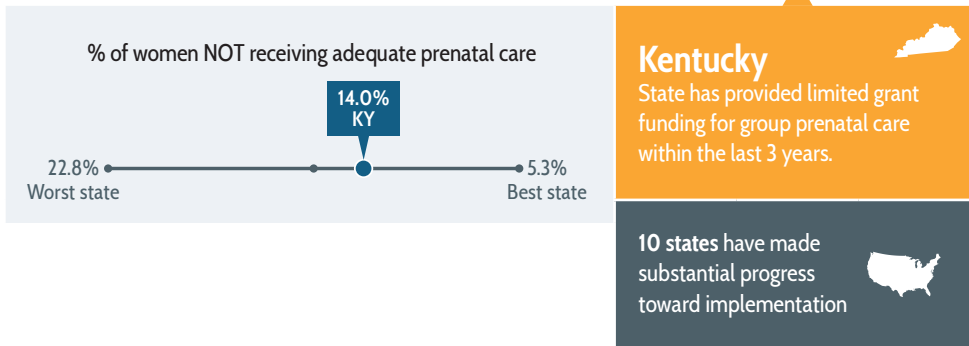 % of women NOT receiving adequate prenatal care
14.0%
KY
22.8%
Worst state
5.3%
Best state
Kentucky
State has provided limited grant
funding for group prenatal care
within the last 3 years.
10 states have made
substantial progress
toward implementation